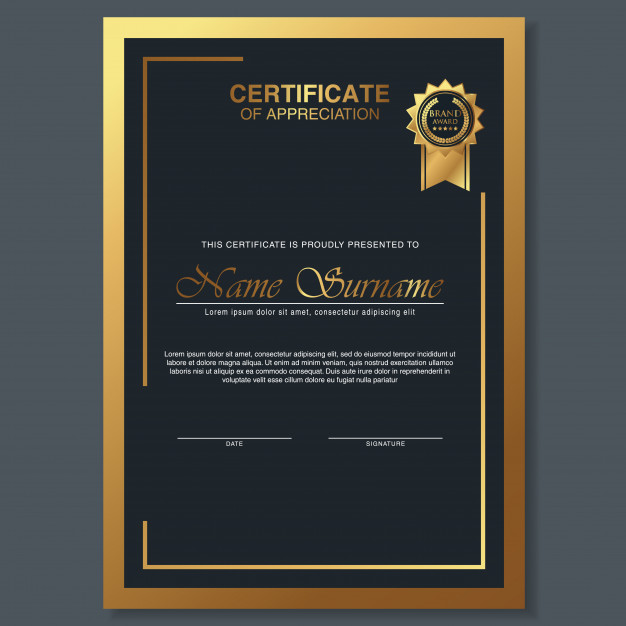 CERTIFICATE
OF APPRECIATION
BRAND
AWARD
THIS CERTIFICATE IS PROUDLY PRESENTED TO
Name Surname
Lorem ipsum dolor sit amet, consectetur adipiscing elit
Lorem ipsum dolor sit amet, consectetuer adipiscing elit, sed do eiusmod
tempor incididunt ut labore et dolore magna aliqua. Ut enim ad minim
veniam, quis nostrud exercitation ullamco laboris nisi ut aliquip ex ea
commodo consequat. Duis aute irure dolor in reprehenderit in
voluptate velit esse cillum dolore eu fugiat nulla pariatur
DATE
SIGNATURE